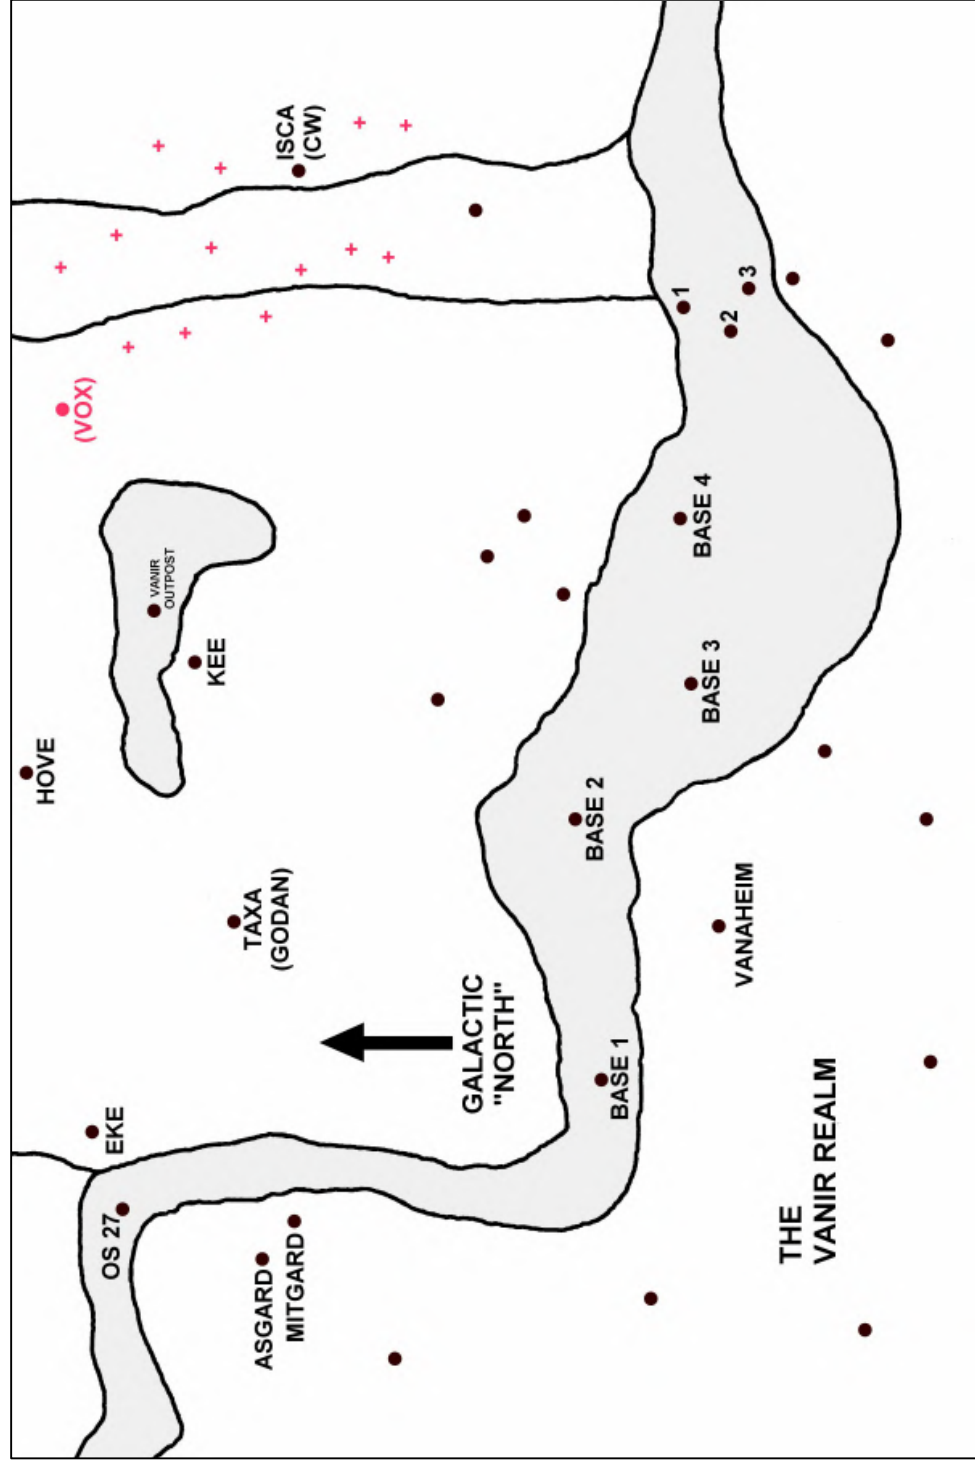 HOVE
(VOX)
OS 27
EKE
VANIR
OUTPOST
KEE
TAXA
(GODAN)
ASGARD
MITGARD
ISCA
(CW)
GALACTIC
"NORTH"
BASE 2
BASE 1
1
BASE 4
BASE 3
2
VANAHEIM
3
THE
VANIR REALM